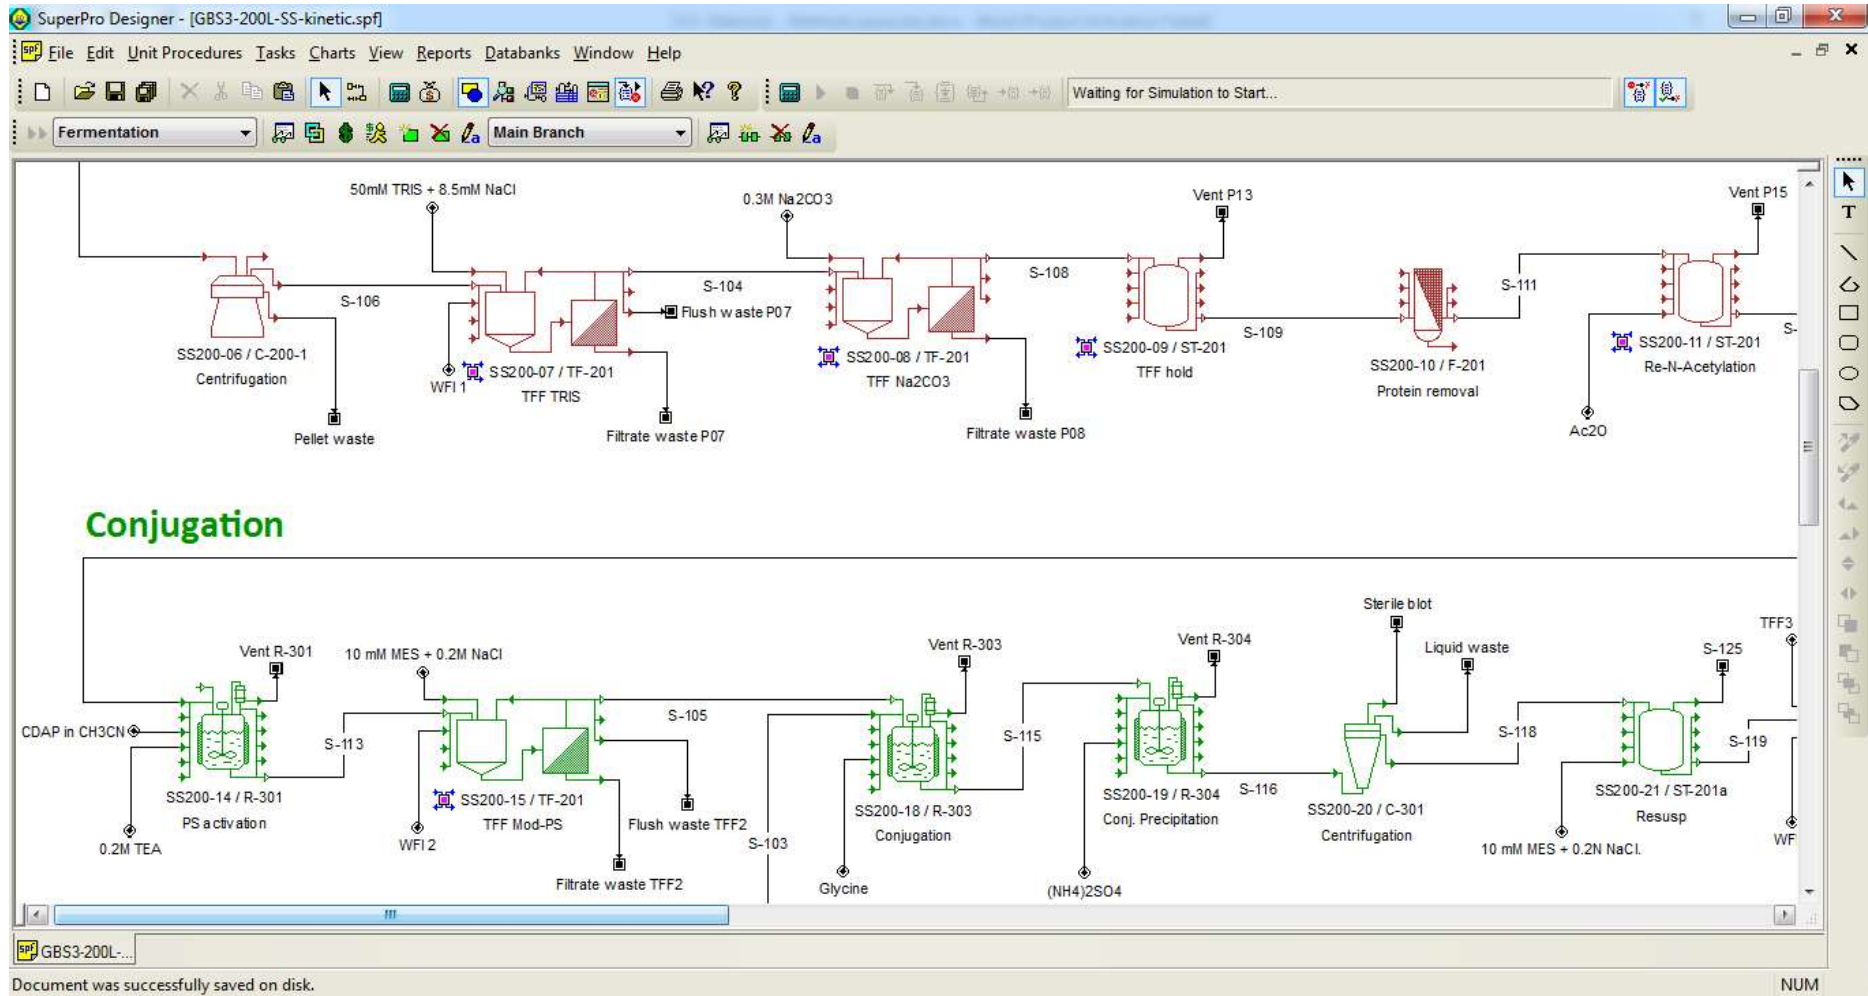 SuperPro Designer - [GBS3-200L-SS-kinetic.spf]
File Edit Unit Procedures Tasks Charts View Reports Databanks Window Help
Waiting for Simulation to Start...
Fermentation
Main Branch
50mM TRIS + 8.5mM NaCl
0.3M Na2CO3
Vent P13
Vent P15
S-106
S-104
S-108
S-109
S-111
S-
Flush waste P07
SS200-06 / C-200-1
Centrifugation
WFI 1
SS200-07 / TF-201
TFF TRIS
SS200-08 / TF-201
TFF Na2CO3
SS200-09 / ST-201
TFF hold
SS200-10 / F-201
Protein removal
SS200-11 / ST-201
Re-N-Acetylation
Pellet waste
Filtrate waste P07
Filtrate waste P08
Ac2O
Conjugation
Sterile blot
TFF3
Vent R-301
10 mM MES + 0.2M NaCl
Vent R-303
Vent R-304
Liquid waste
S-125
CDAP in CH3CN
S-113
S-105
S-115
S-118
S-119
SS200-14 / R-301
PS activation
SS200-15 / TF-201
TFF Mod-PS
SS200-18 / R-303
Conjugation
SS200-19 / R-304
Conj. Precipitation
S-116
SS200-20 / C-301
Centrifugation
SS200-21 / ST-201a
Resusp
0.2M TEA
WFI 2
Flush waste TFF2
S-103
10 mM MES + 0.2N NaCl.
WF
Filtrate waste TFF2
Glycine
(NH4)2SO4
GBS3-200L-...
Document was successfully saved on disk.
NUM